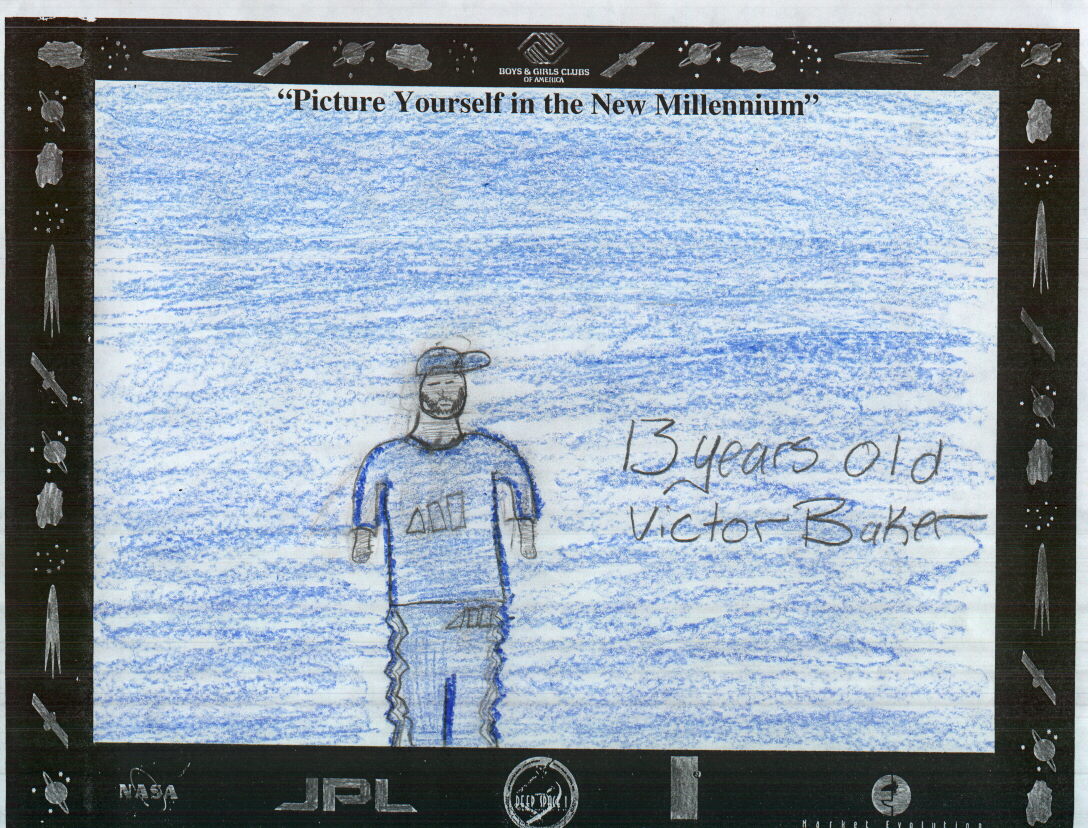 BOYS & GIRLS CLUBS
OF AMERICA
“Picture Yourself in the New Millennium”
13 years old
Victor Baker
NASA
JPL
DEEP SPACE 1
Market Evolution